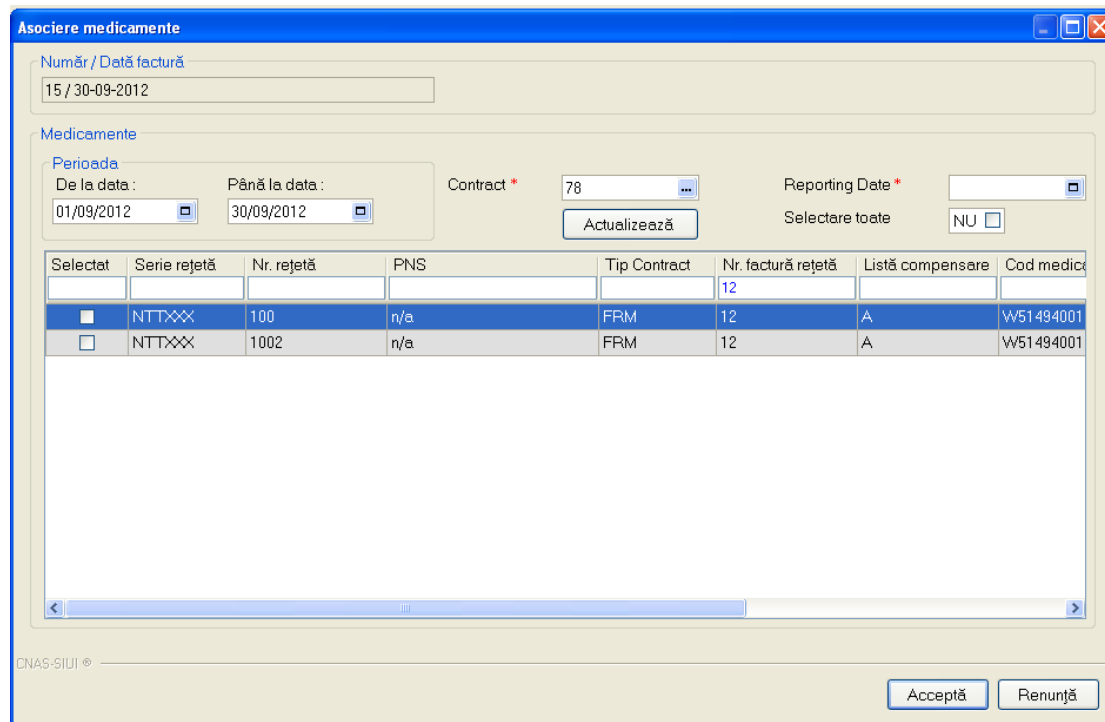 Asociere medicamente
Număr / Dată factură
15 / 30-09-2012
Medicamente
Perioada
De la data : Până la data : Contract * 78 ... Reporting Date *
01/09/2012 30/09/2012 Actualizează Selectare toate NU
Selectat Serie rețetă Nr. rețetă PNS Tip Contract Nr. factură rețetă Listă compensare Cod medica
12
NTTXXX 100 n/a FRM 12 A W51494001
NTTXXX 1002 n/a FRM 12 A W51494001
CNAS-SIUI ®
Acceptă Renunță